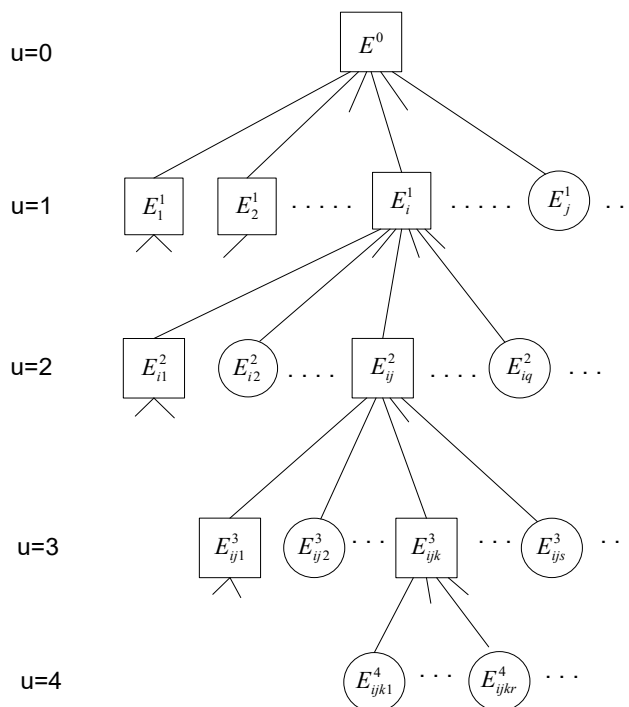 u=0 E^0
u=1 E_1^1 E_2^1 . . . . . E_i^1 . . . . . E_j^1 . .
u=2 E_{i1}^2 E_{i2}^2 . . . . E_{ij}^2 . . . . E_{iq}^2 . . .
u=3 E_{ij1}^3 E_{ij2}^3 . . . E_{ijk}^3 . . . E_{ijs}^3 . .
u=4 E_{ijk1}^4 . . . E_{ijkr}^4 . . .